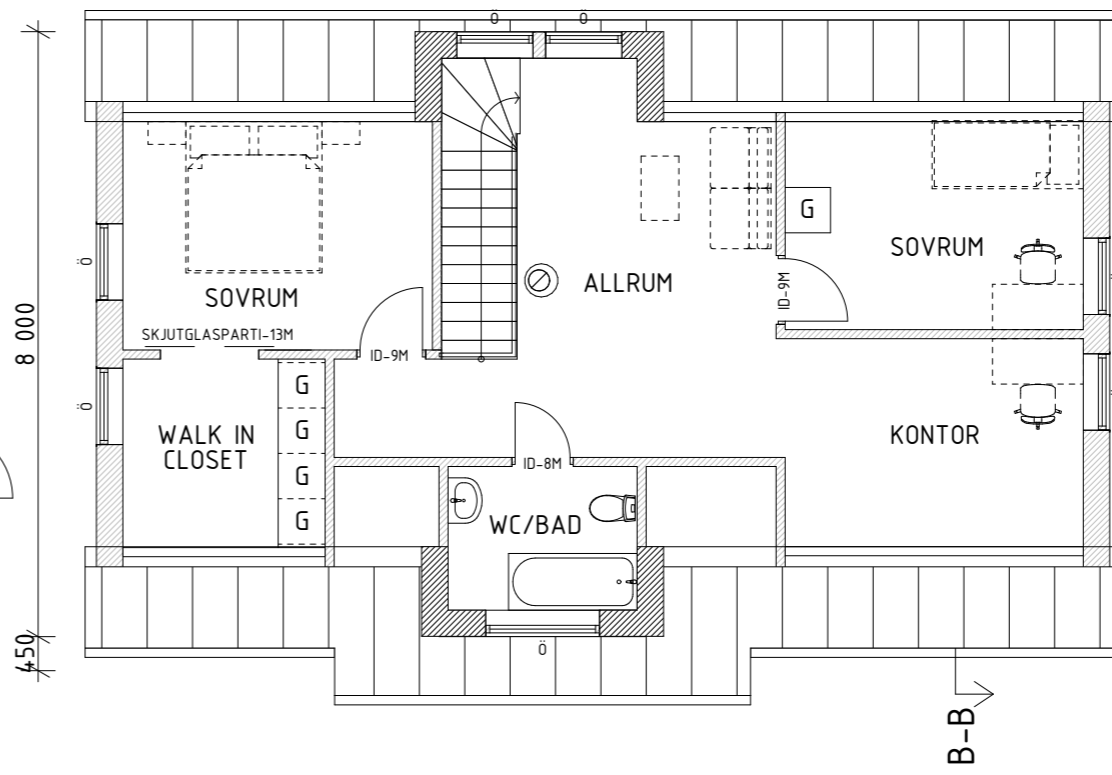 Ö Ö
8 000
450
Ö
Ö
SOVRUM
SKJUTGLASPARTI-13M
ID-9M
WALK IN
CLOSET
G
G
G
G
ALLRUM
ID-9M
G
SOVRUM
KONTOR
ID-8M
WC/BAD
Ö
B-B